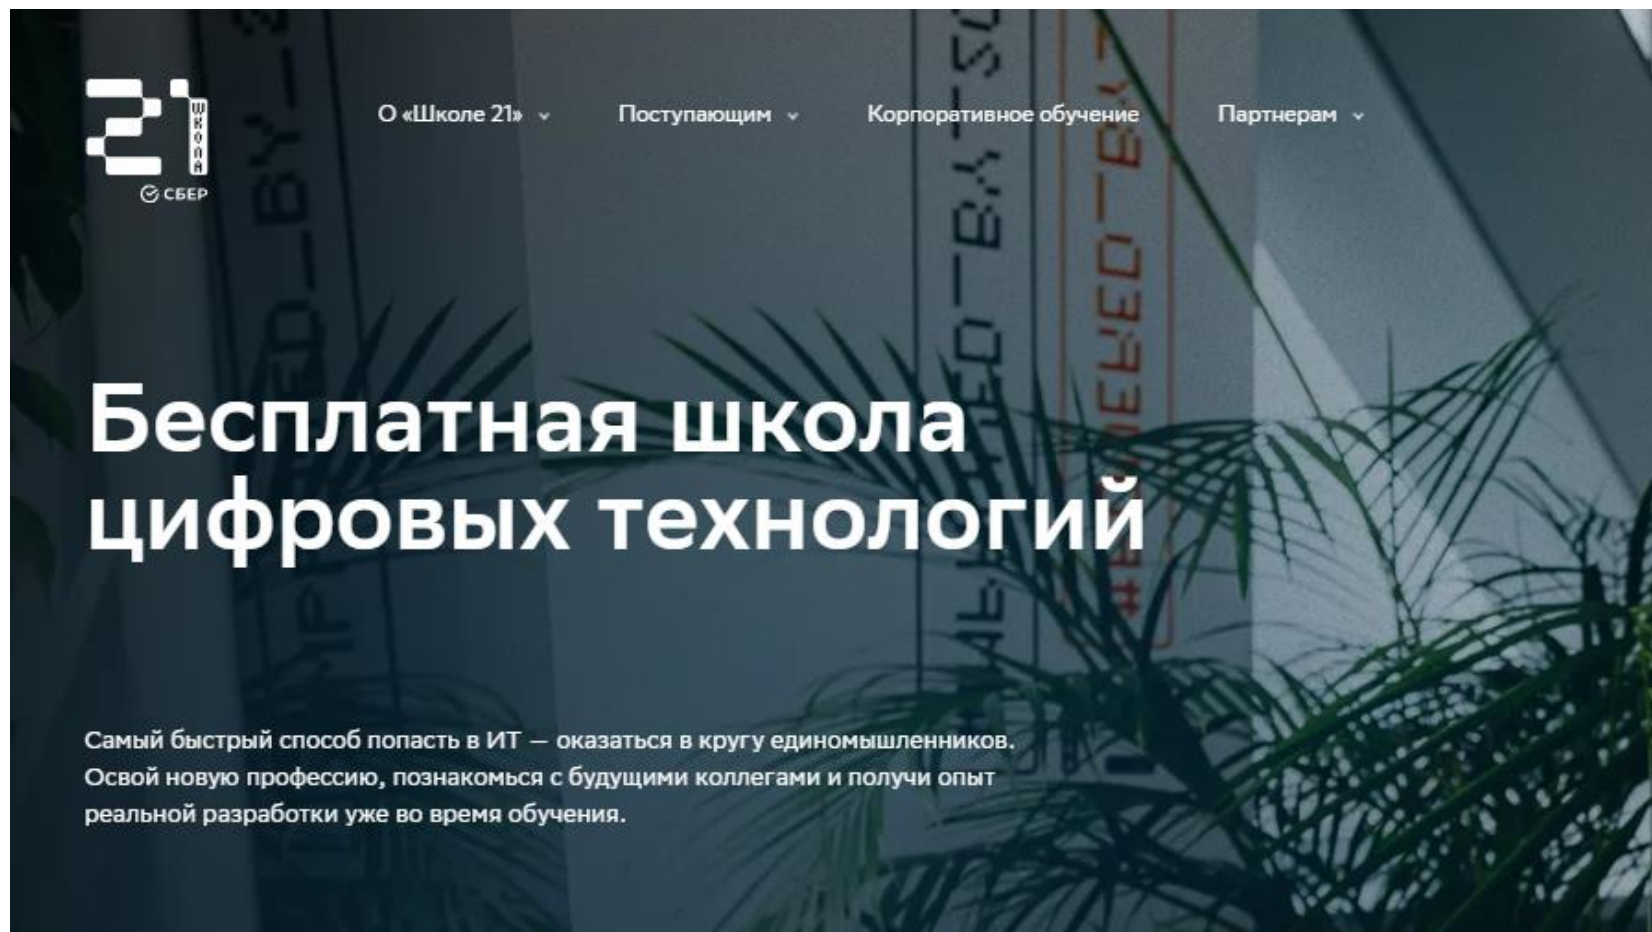 21
ШКОЛА
СБЕР
О «Школе 21»
Поступающим
Корпоративное обучение
Партнерам
Бесплатная школа
цифровых технологий
Самый быстрый способ попасть в ИТ — оказаться в кругу единомышленников.
Освой новую профессию, познакомься с будущими коллегами и получи опыт
реальной разработки уже во время обучения.